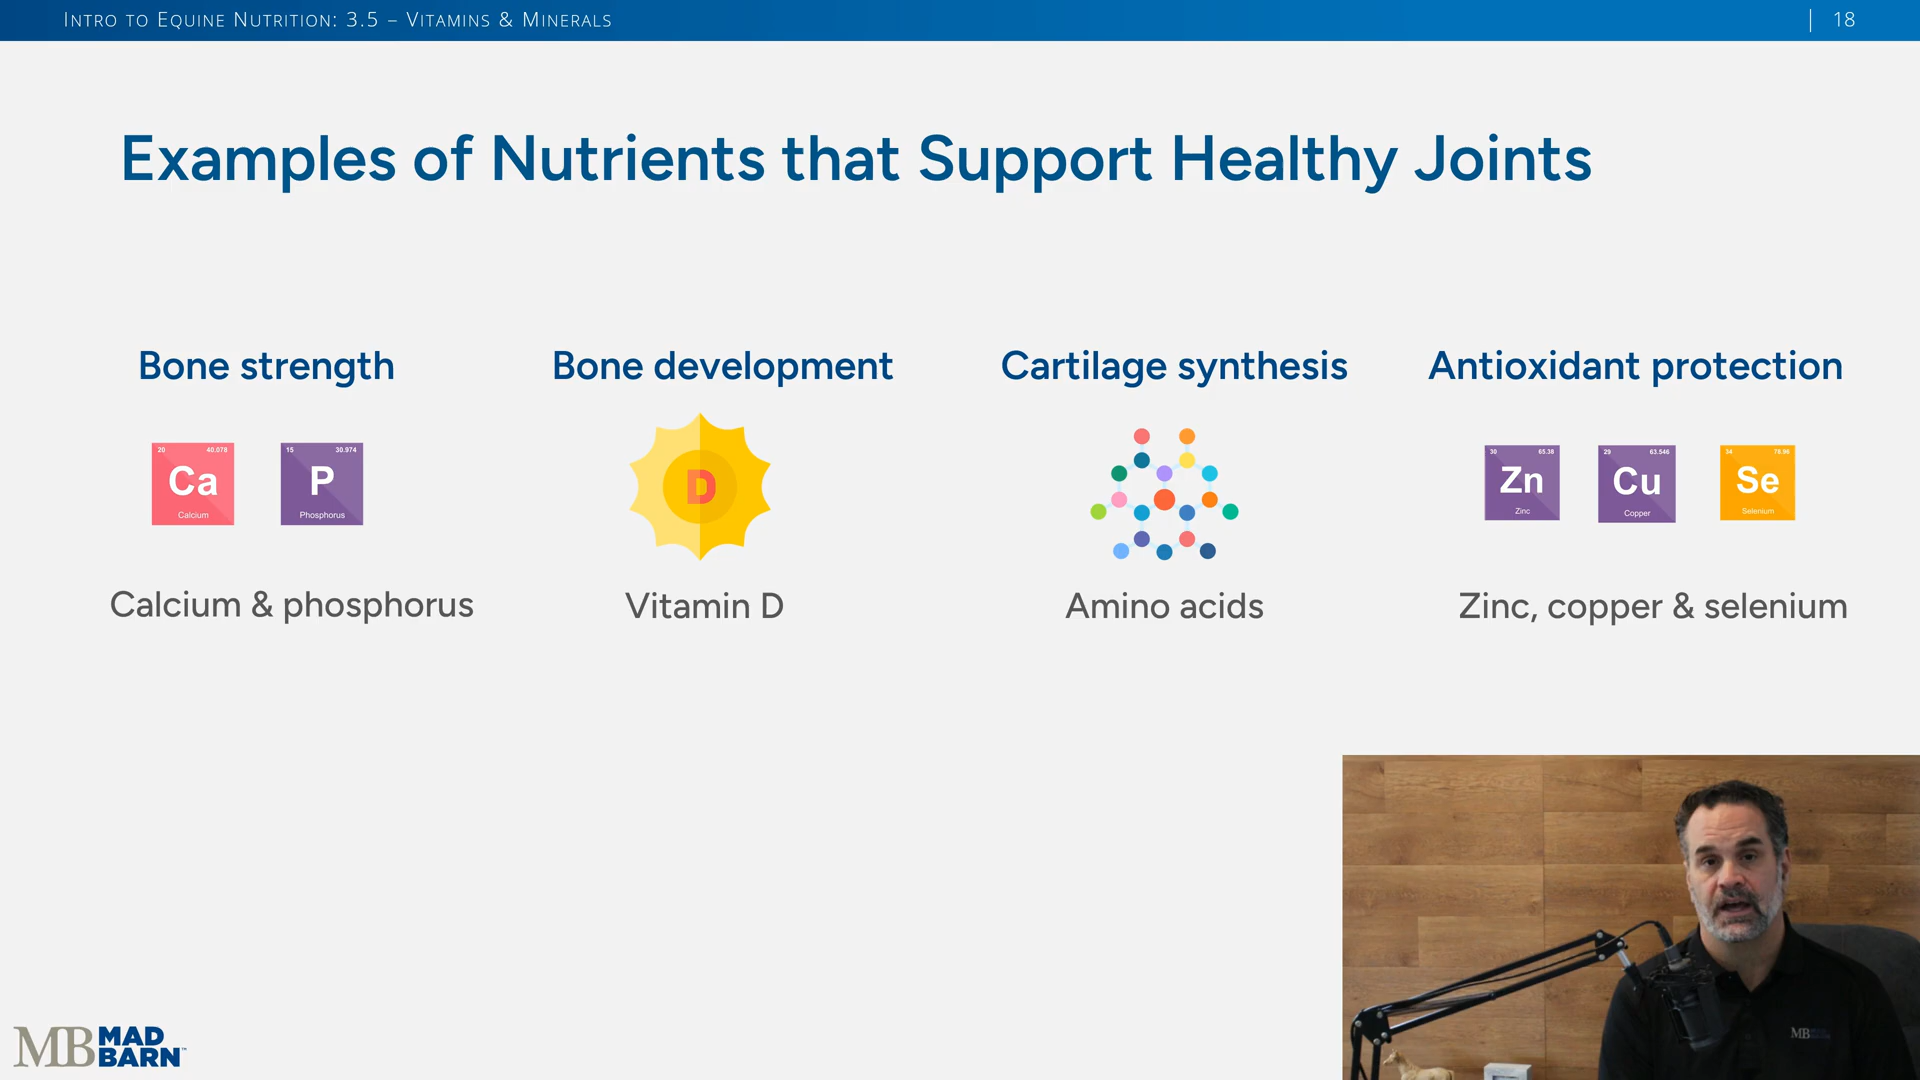 INTRO TO EQUINE NUTRITION: 3.5 – VITAMINS & MINERALS
| 18
Examples of Nutrients that Support Healthy Joints
Bone strength
Bone development
Cartilage synthesis
Antioxidant protection
20 40.078
Ca
Calcium
15 30.974
P
Phosphorus
D
30 65.38
Zn
Zinc
29 63.546
Cu
Copper
34 78.96
Se
Selenium
Calcium & phosphorus
Vitamin D
Amino acids
Zinc, copper & selenium
MB MAD
BARN™
MB